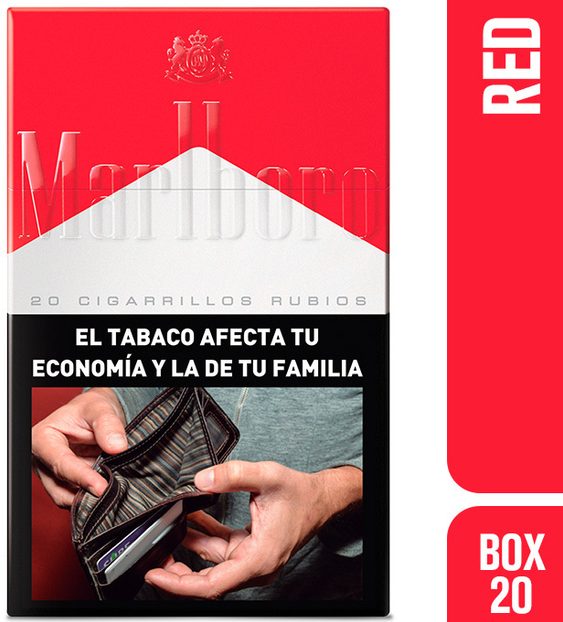 Marlboro
20 CIGARRILLOS RUBIOS
EL TABACO AFECTA TU
ECONOMÍA Y LA DE TU FAMILIA
RED
BOX
20